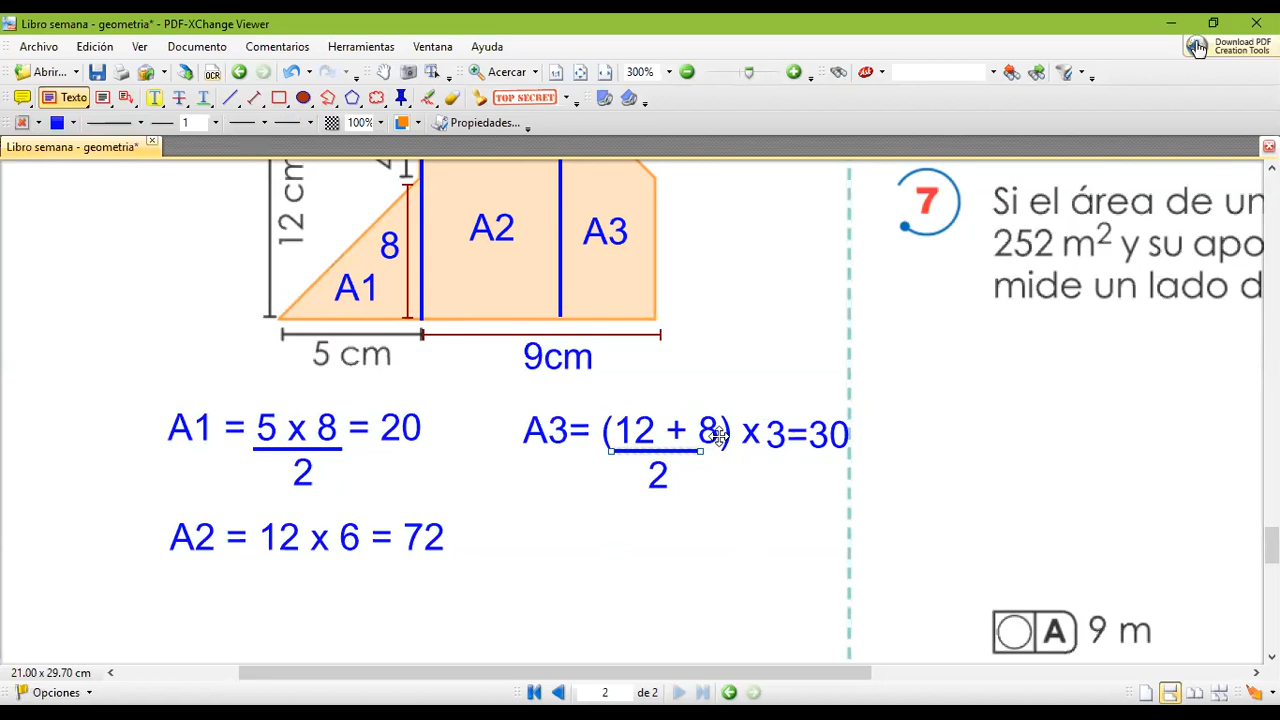 Libro semana - geometria* - PDF-XChange Viewer
Archivo Edición Ver Documento Comentarios Herramientas Ventana Ayuda
Download PDF
Creation Tools
Abrir... OCR Acercar 300%
Texto TOP SECRET
1 100% Propiedades...
Libro semana - geometria*
12 cm
8
A1
A2
A3
5 cm
9cm
A1 = 5 x 8 = 20
2
A3= (12 + 8) x 3=30
2
A2 = 12 x 6 = 72
7
Si el área de un
252 m² y su apo
mide un lado d
A 9 m
21.00 x 29.70 cm
Opciones 2 de 2